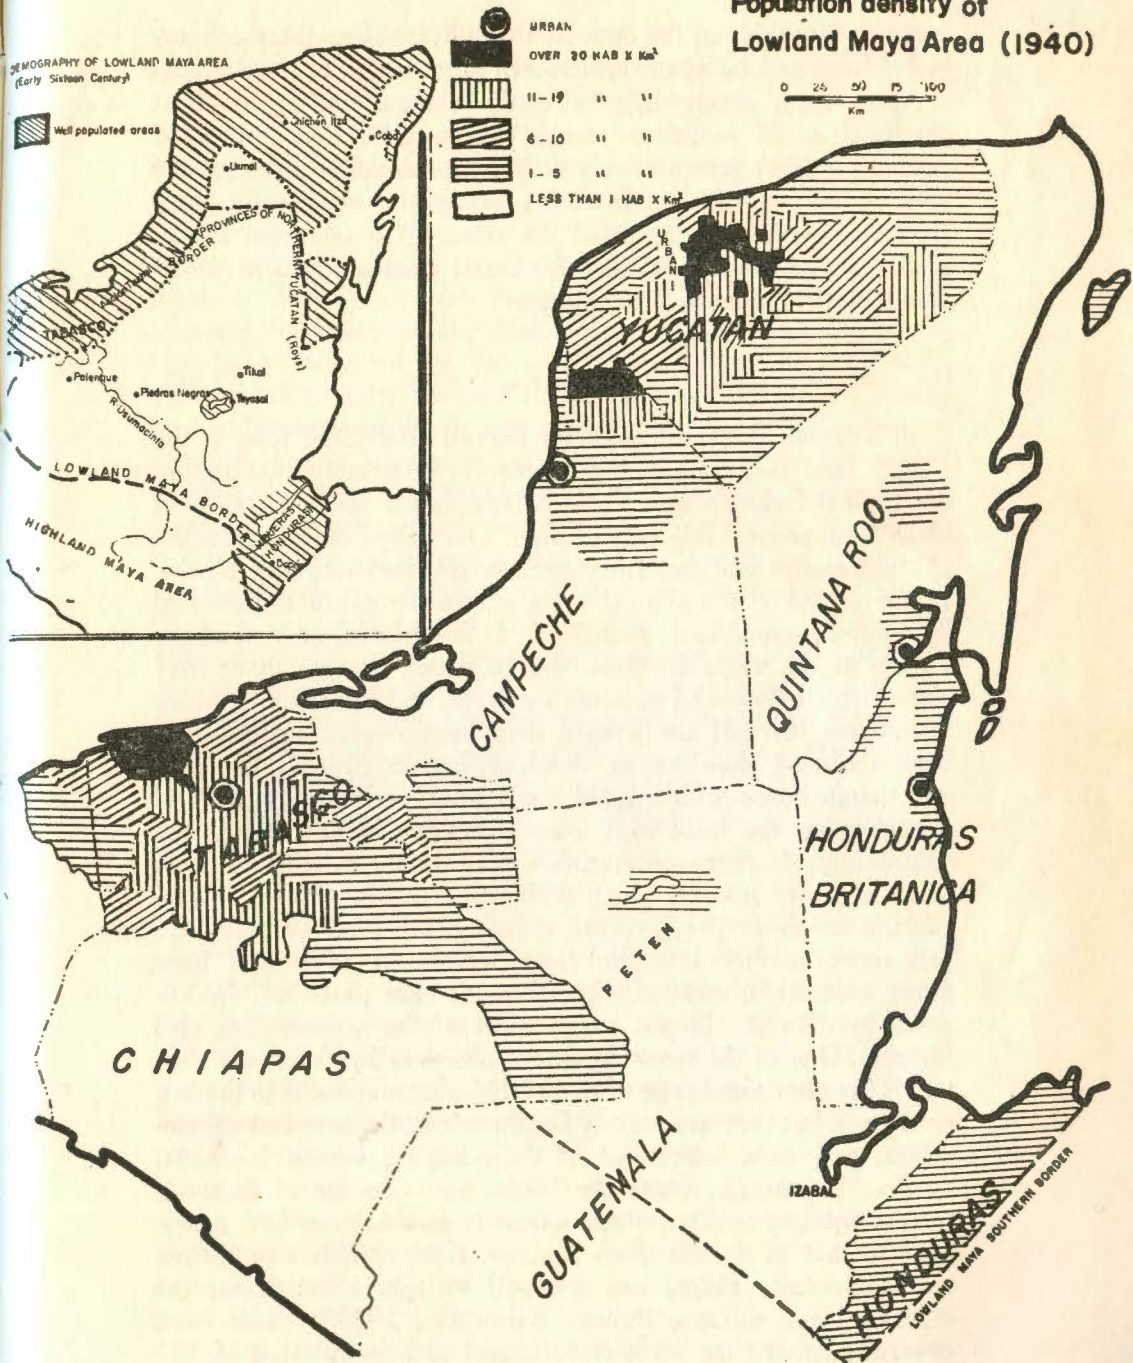 Population density of
Lowland Maya Area (1940)
0 25 50 75 100
Km
URBAN
OVER 20 HAB X Km²
11-19 " "
6-10 " "
1-5 " "
LESS THAN 1 HAB X Km²
DEMOGRAPHY OF LOWLAND MAYA AREA
(Early Sixteen Century)
Well populated areas
Chichen Itzá
Coba
Uxmal
PROVINCES OF NORTHERN YUCATAN (Roys)
BORDER
TABASCO
Palenque
Piedras Negras
Tikal
Tayasal
R. Usumacinta
LOWLAND MAYA BORDER
HIGHLAND MAYA AREA
HONDURAS
URBAN
YUCATAN
CAMPECHE
QUINTANA ROO
TABASCO
HONDURAS
BRITANICA
PETEN
CHIAPAS
GUATEMALA
IZABAL
HONDURAS
LOWLAND MAYA SOUTHERN BORDER